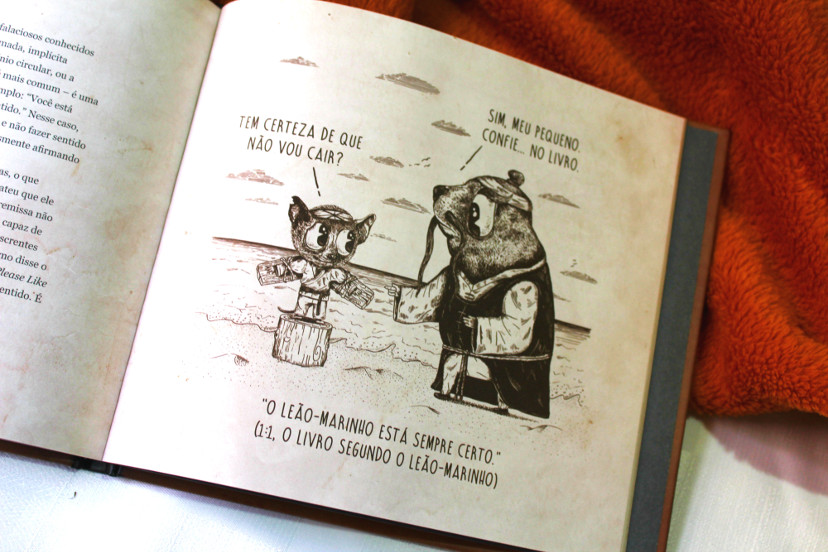 falaciosos conhecidos
mada, implícita
nio circular, ou a
mais comum – é uma
mplo: "Você está
tido." Nesse caso,
e não fazer sentido
smente afirmando
as, o que
ateu que ele
remissa não
capaz de
screntes
rno disse o
Please Like
entido. É
TEM CERTEZA DE QUE
NÃO VOU CAIR?
SIM, MEU PEQUENO.
CONFIE... NO LIVRO.
"O LEÃO-MARINHO ESTÁ SEMPRE CERTO."
(1:1, O LIVRO SEGUNDO O LEÃO-MARINHO)